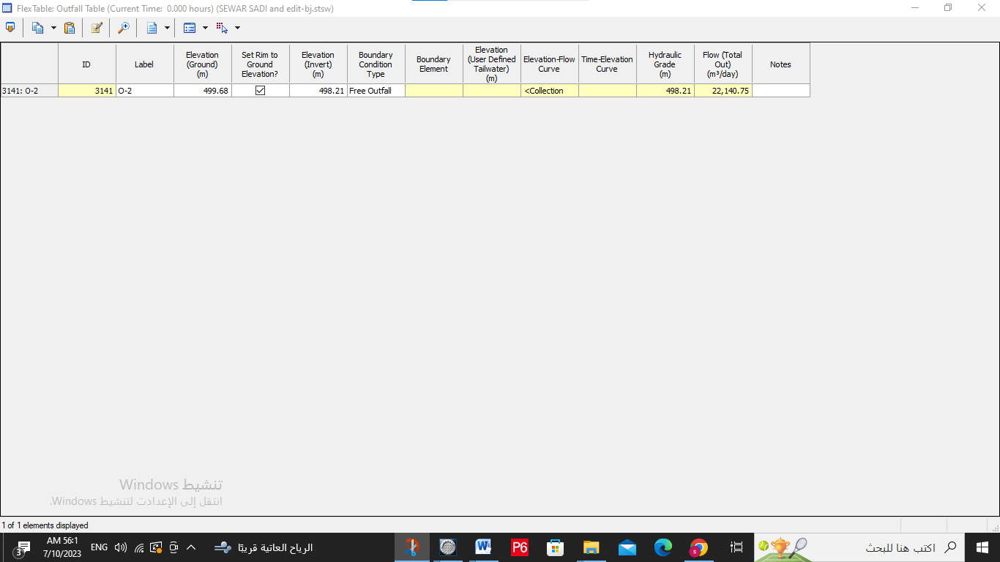 FlexTable: Outfall Table (Current Time: 0.000 hours) (SEWAR SADI and edit-bj.stsw)
ID
Label
Elevation
(Ground)
(m)
Set Rim to
Ground
Elevation?
Elevation
(Invert)
(m)
Boundary
Condition
Type
Boundary
Element
Elevation
(User Defined
Tailwater)
(m)
Elevation-Flow
Curve
Time-Elevation
Curve
Hydraulic
Grade
(m)
Flow (Total
Out)
(m³/day)
Notes
3141: O-2 3141 O-2 499.68 498.21 Free Outfall <Collection 498.21 22,140.75
تنشيط Windows
انتقل إلى الإعدادت لتنشيط Windows.
1 of 1 elements displayed
3
AM 56:1
7/10/2023
ENG
الرياح العاتية قريبًا
W
P6
S
اكتب هنا للبحث